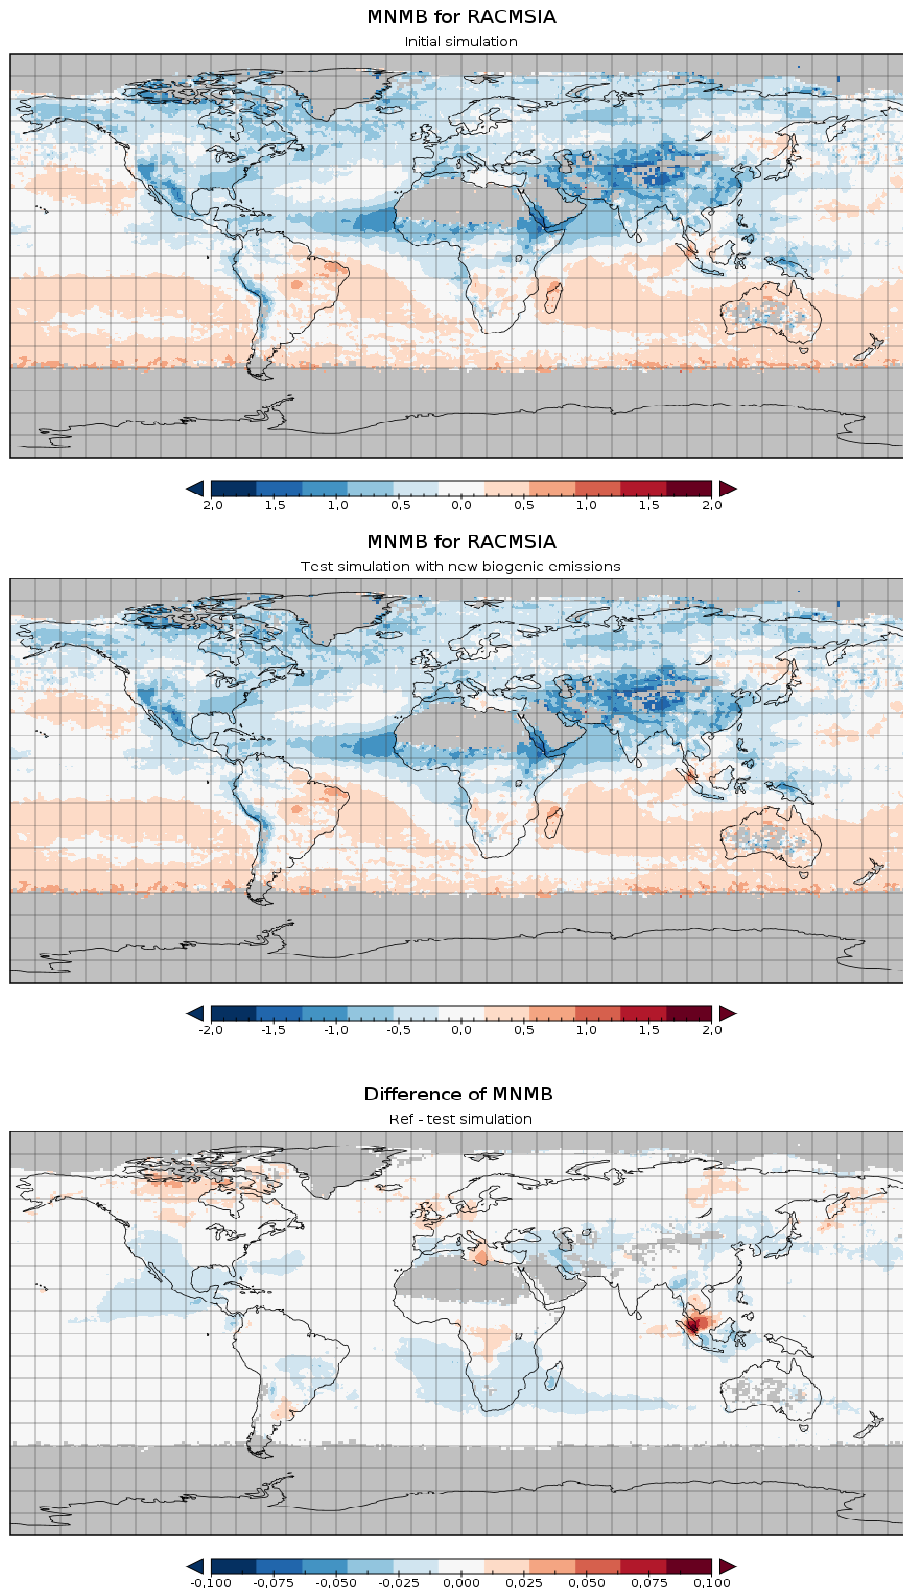 MNMB for RACMSIA
Initial simulation
2,0 1,5 1,0 0,5 0,0 0,5 1,0 1,5 2,0
MNMB for RACMSIA
Test simulation with new biogenic emissions
-2,0 -1,5 -1,0 -0,5 0,0 0,5 1,0 1,5 2,0
Difference of MNMB
Ref - test simulation
-0,100 -0,075 -0,050 -0,025 0,000 0,025 0,050 0,075 0,100